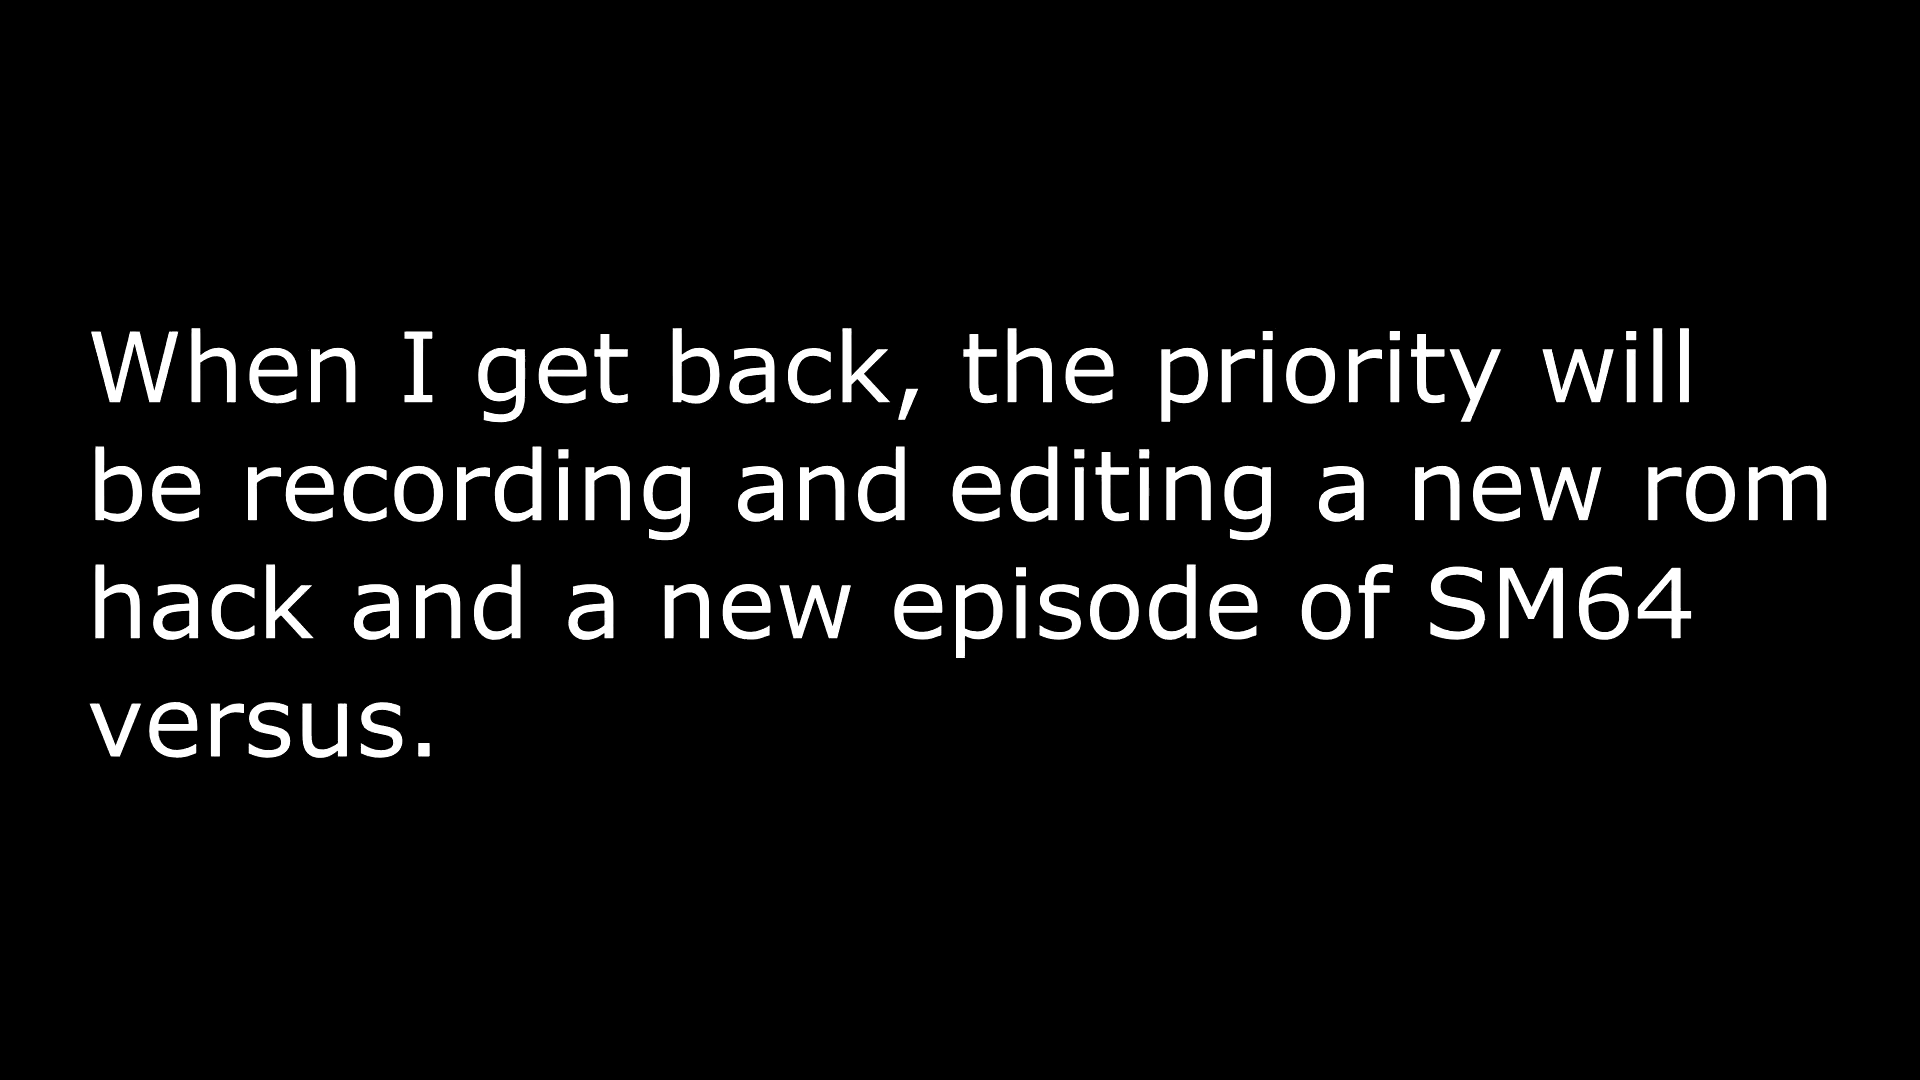 When I get back, the priority will
be recording and editing a new rom
hack and a new episode of SM64
versus.